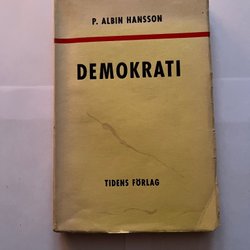 P. ALBIN HANSSON
DEMOKRATI
TIDENS FÖRLAG